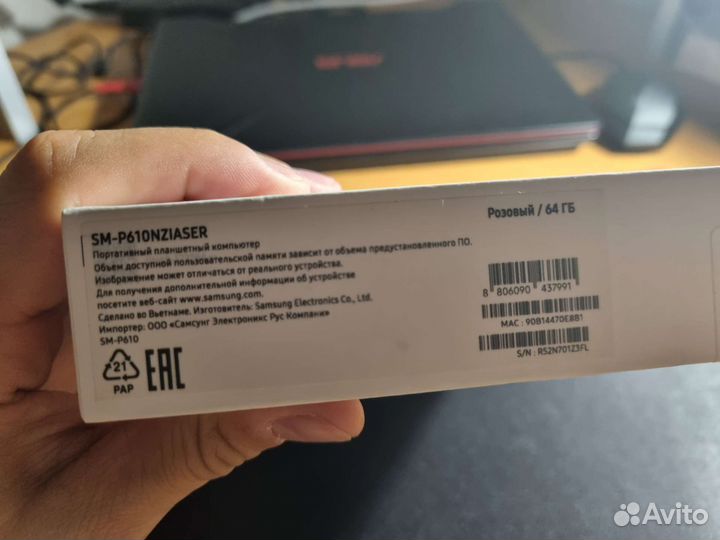 SM-P610NZIASER
Розовый / 64 ГБ
Портативный планшетный компьютер
Объем доступной пользовательской памяти зависит от объема предустановленного ПО.
Изображение может отличаться от реального устройства.
Для получения дополнительной информации об устройстве
посетите веб-сайт www.samsung.com.
Сделано во Вьетнаме. Изготовитель: Samsung Electronics Co., Ltd.
Импортер: ООО «Самсунг Электроникс Рус Компани»
SM-P610
21
PAP
EAC
8 806090 437991
MAC : 90B14470E8B1
S/N : R52N701Z3FL
Avito